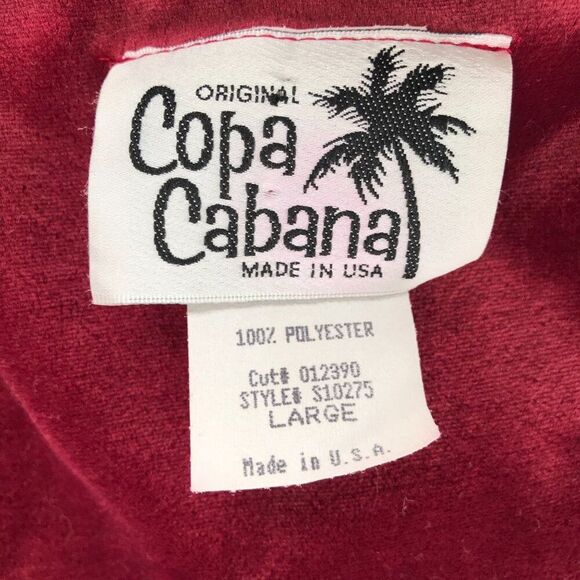 ORIGINAL
Copa
Cabana
MADE IN USA
100% POLYESTER
Cut# 012390
STYLE# S10275
LARGE
Made in U.S.A.